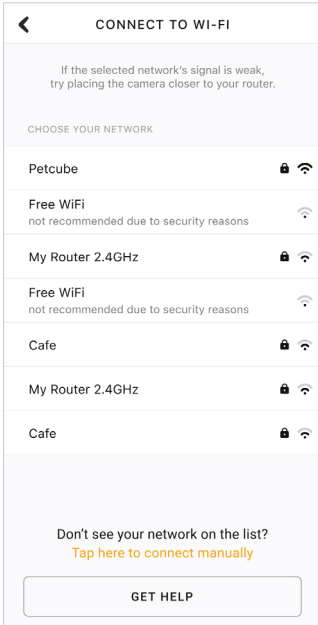 CONNECT TO WI-FI
If the selected network's signal is weak,
try placing the camera closer to your router.
CHOOSE YOUR NETWORK
Petcube
Free WiFi
not recommended due to security reasons
My Router 2.4GHz
Free WiFi
not recommended due to security reasons
Cafe
My Router 2.4GHz
Cafe
Don't see your network on the list?
Tap here to connect manually
GET HELP